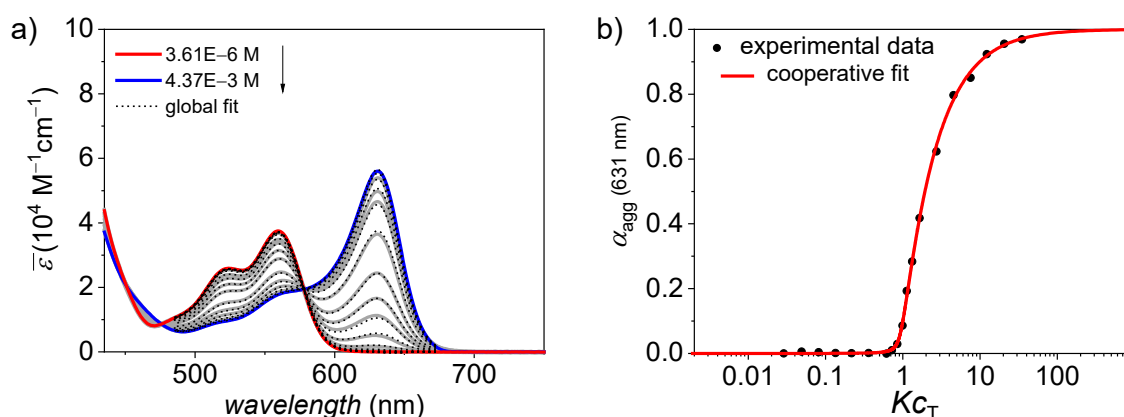 a)
10
8
6
4
2
0
ε̅ (10⁴ M⁻¹cm⁻¹)
3.61E−6 M
4.37E−3 M
global fit
500
600
700
wavelength (nm)
b)
1.0
0.8
0.6
0.4
0.2
0.0
αagg (631 nm)
experimental data
cooperative fit
0.01
0.1
1
10
100
KcT